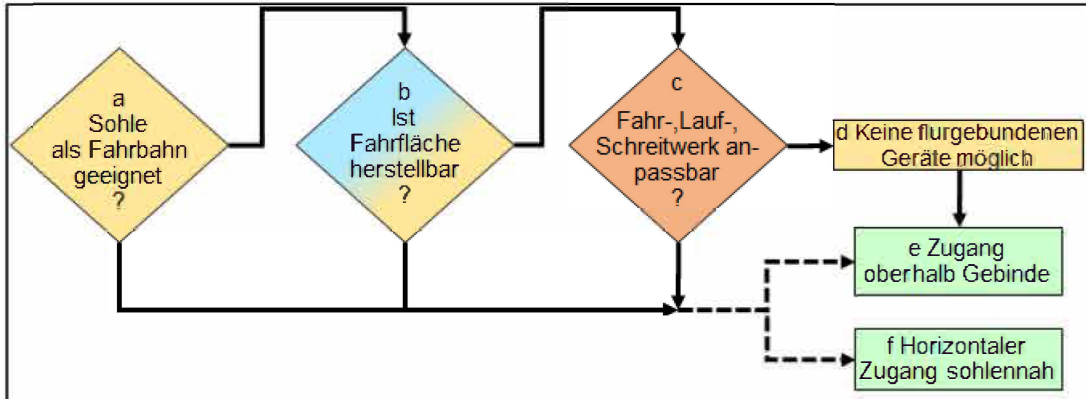 a
Sohle
als Fahrbahn
geeignet
?
b
Ist
Fahrfläche
herstellbar
?
c
Fahr-,Lauf-,
Schreitwerk an-
passbar
?
d Keine flurgebundenen
Geräte möglich
e Zugang
oberhalb Gebinde
f Horizontaler
Zugang sohlennah